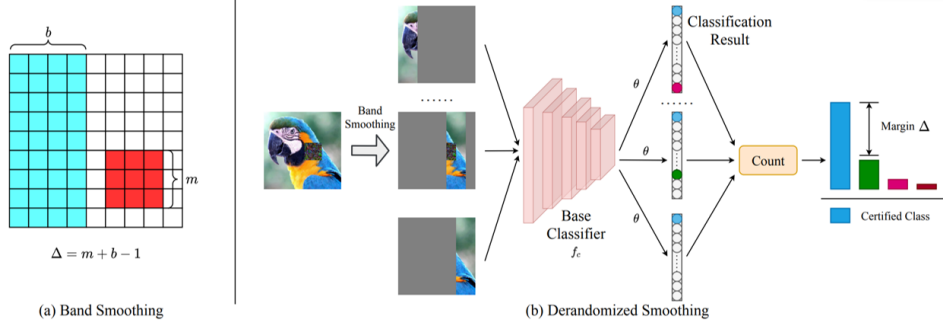 b
m
Δ = m + b − 1
(a) Band Smoothing
Band
Smoothing
......
Base
Classifier
f_c
θ
θ
θ
Classification
Result
......
Count
Margin Δ
Certified Class
(b) Derandomized Smoothing